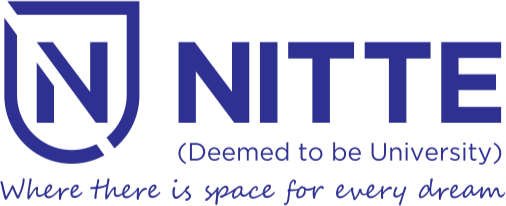 N NITTE
(Deemed to be University)
Where there is space for every dream